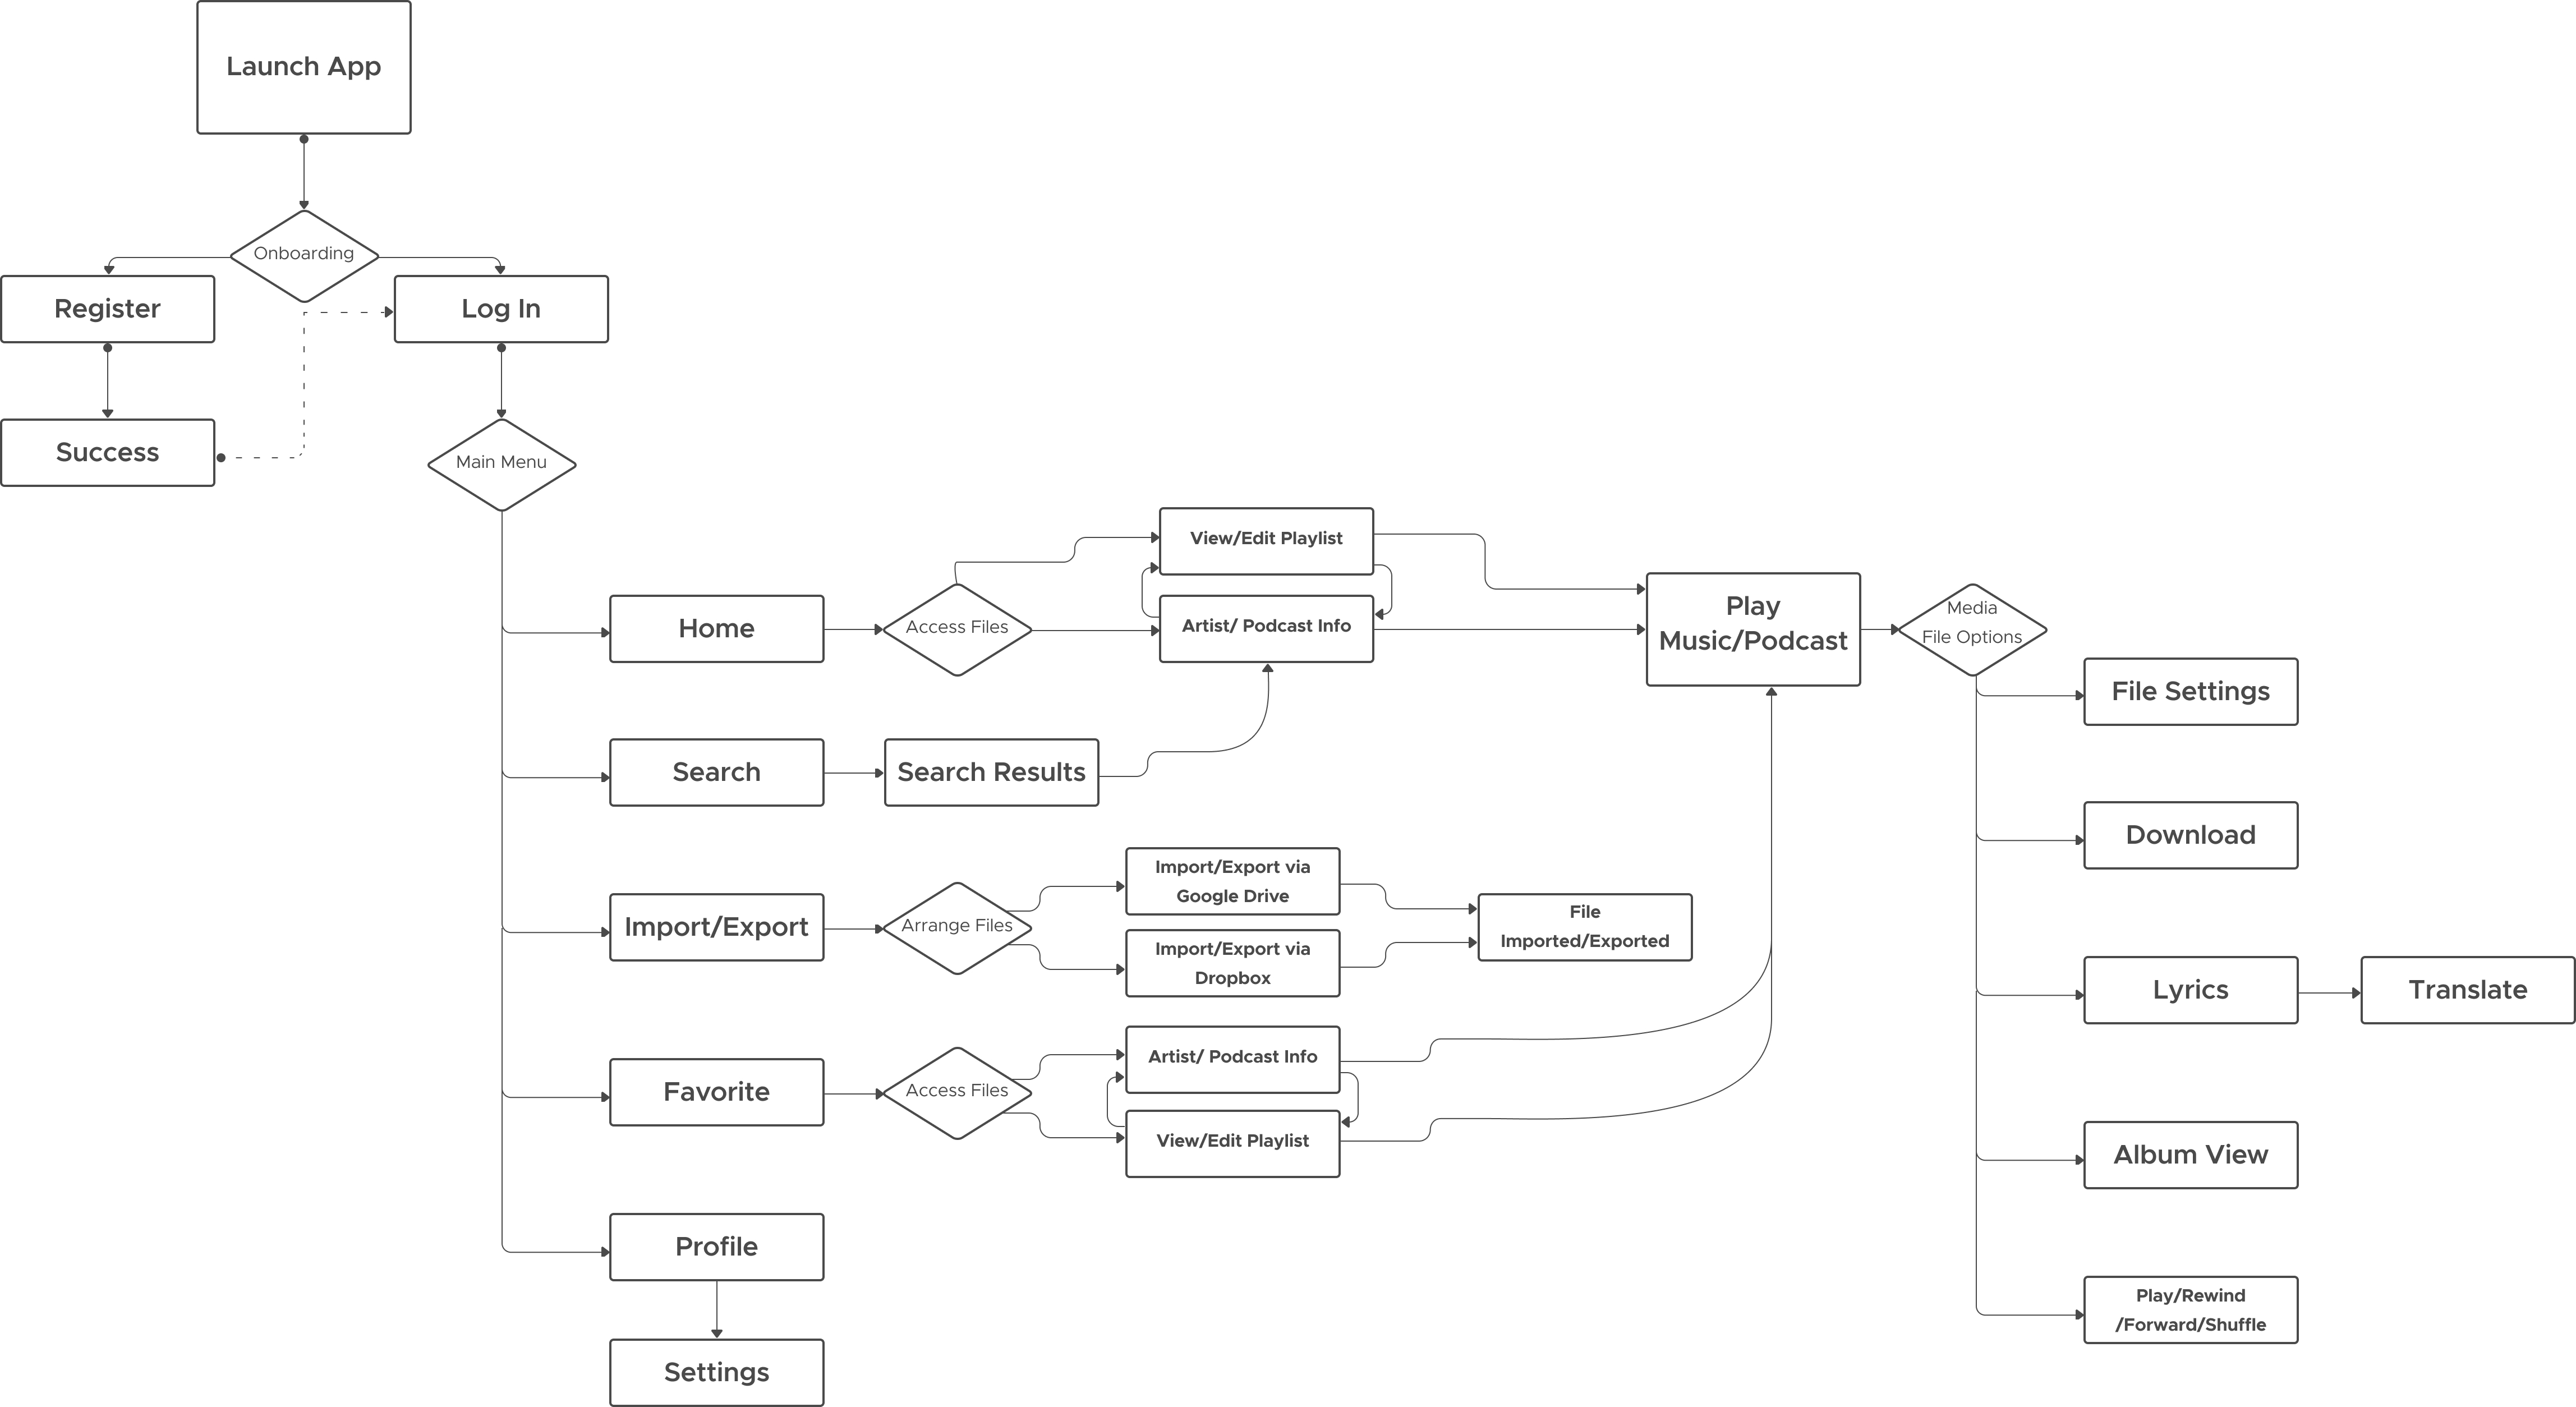 Launch App
Onboarding
Register
Log In
Success
Main Menu
View/Edit Playlist
Home
Access Files
Artist/ Podcast Info
Play
Music/Podcast
Media
File Options
File Settings
Search
Search Results
Download
Import/Export
Arrange Files
Import/Export via
Google Drive
Import/Export via
Dropbox
File
Imported/Exported
Lyrics
Translate
Favorite
Access Files
Artist/ Podcast Info
View/Edit Playlist
Album View
Profile
Play/Rewind
/Forward/Shuffle
Settings